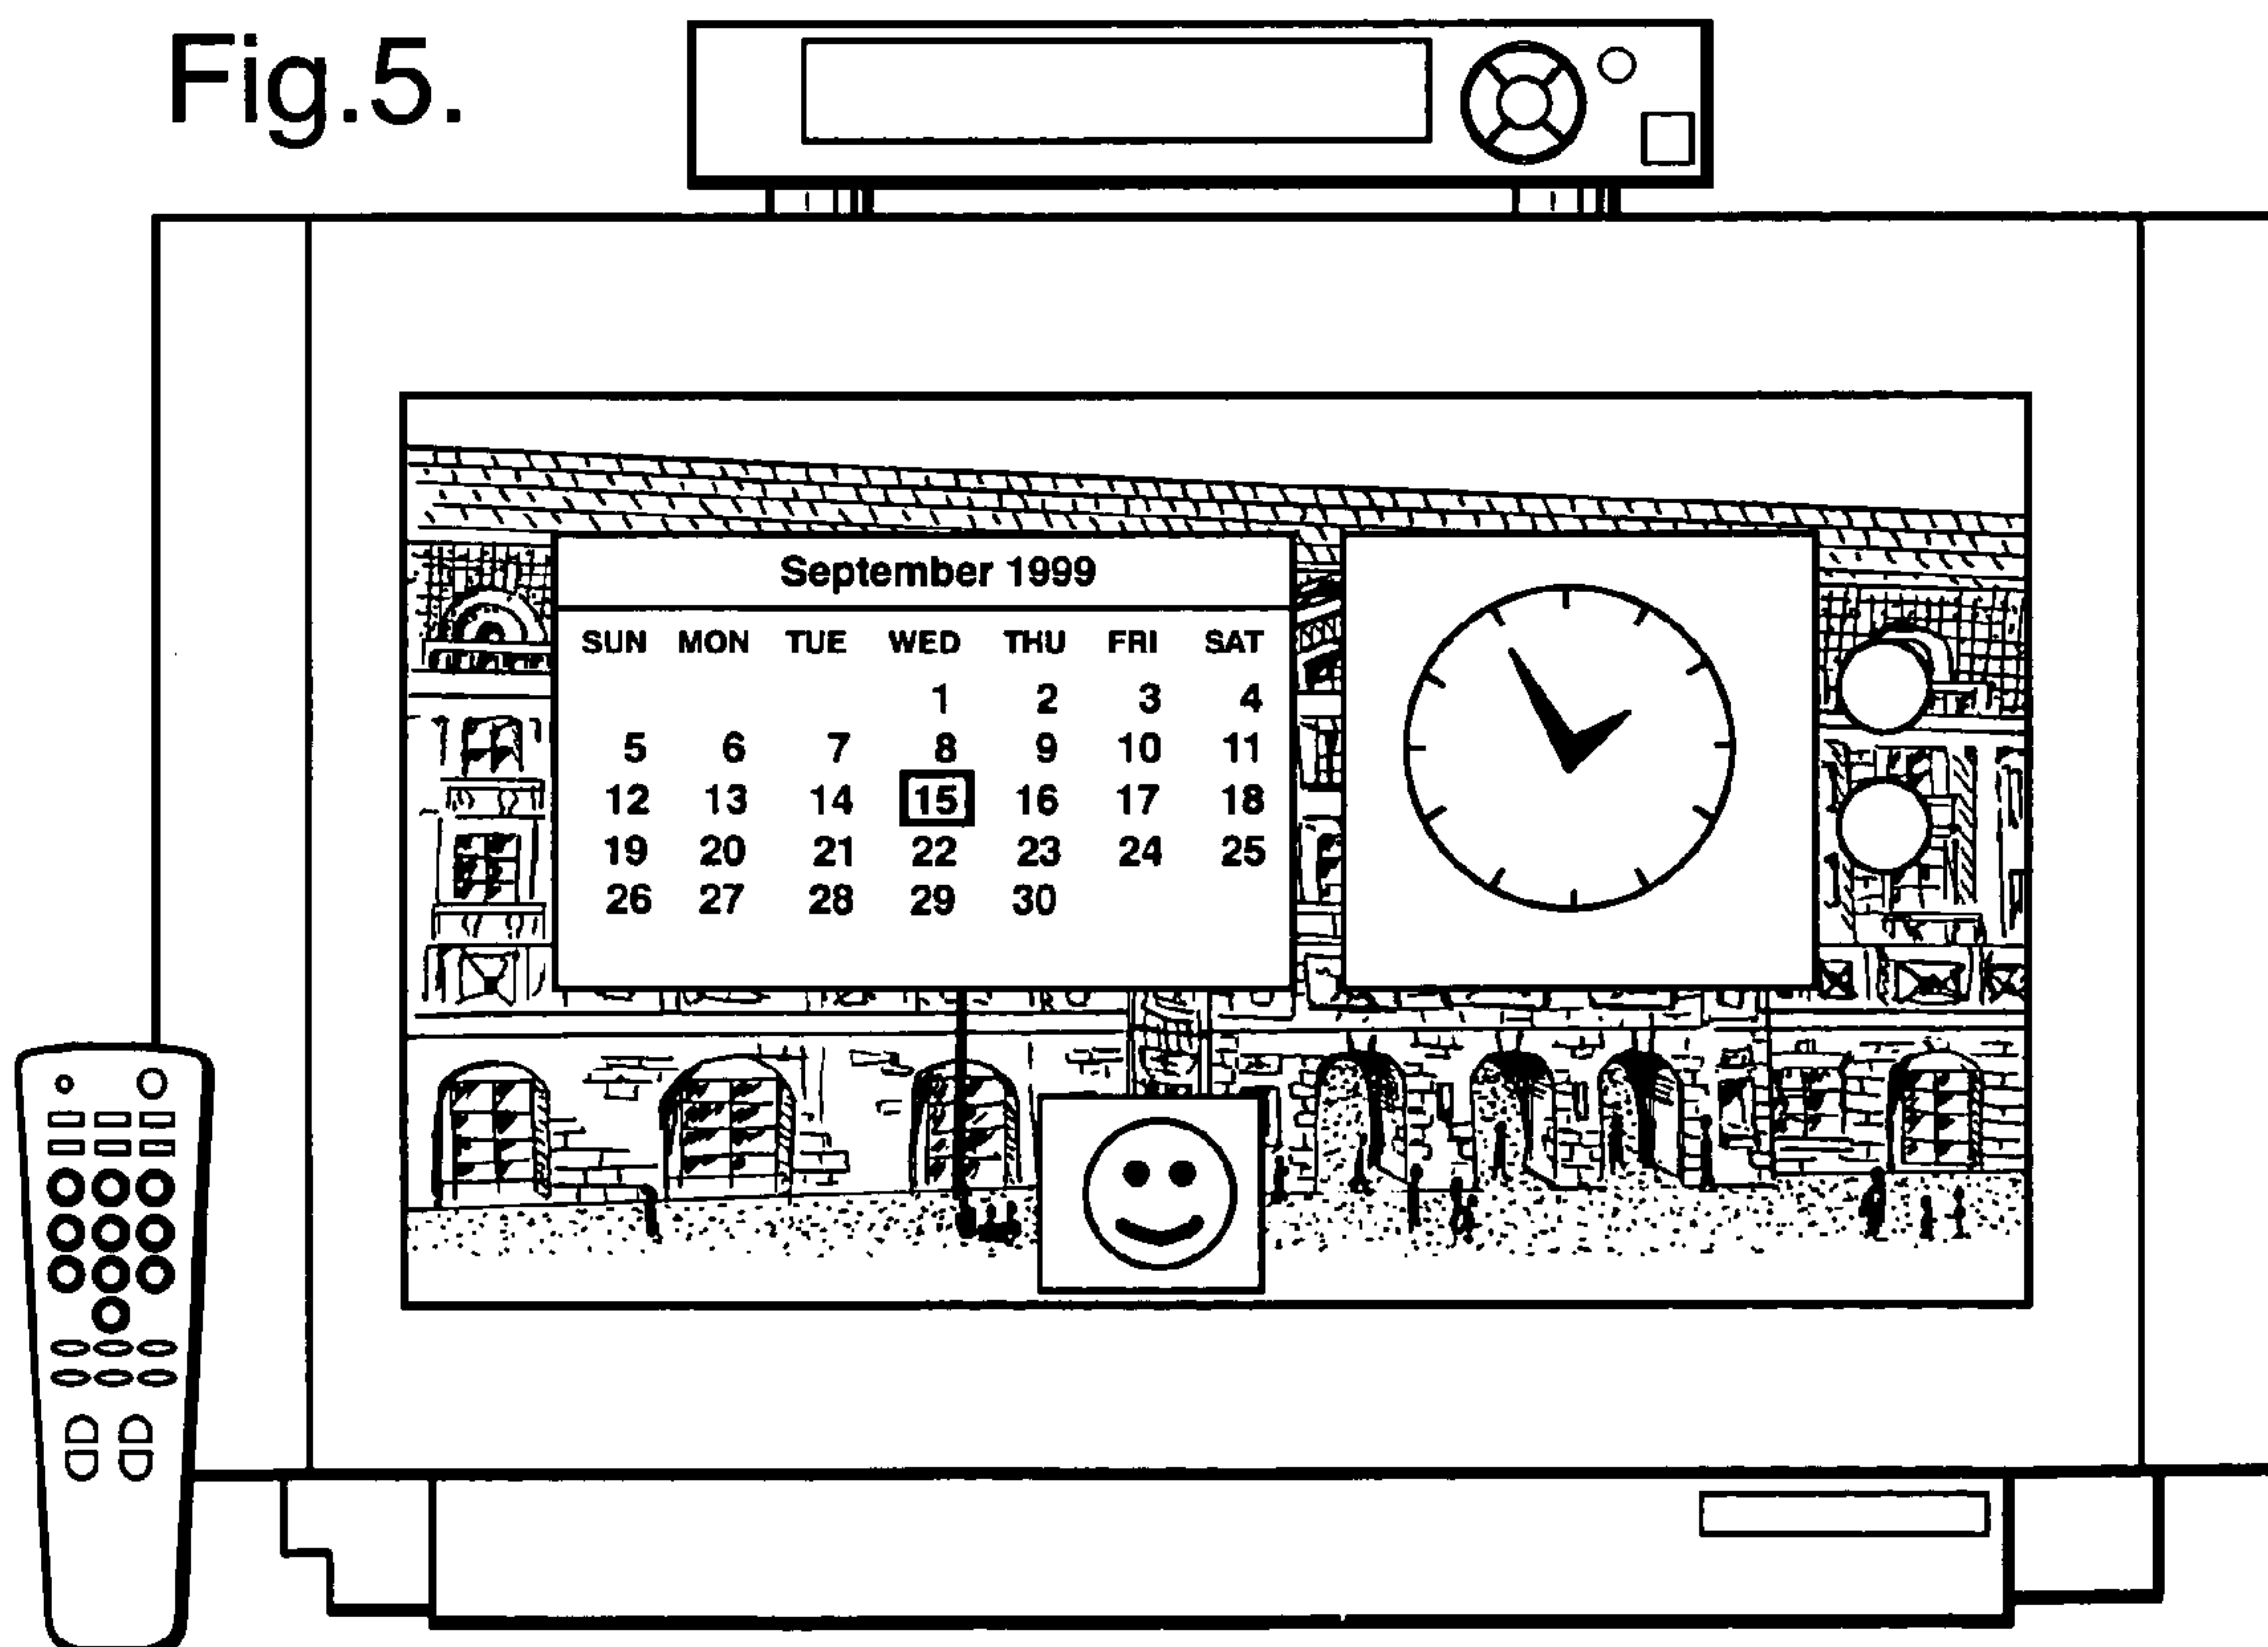 Fig.5.
September 1999
SUN MON TUE WED THU FRI SAT
1 2 3 4
5 6 7 8 9 10 11
12 13 14 15 16 17 18
19 20 21 22 23 24 25
26 27 28 29 30